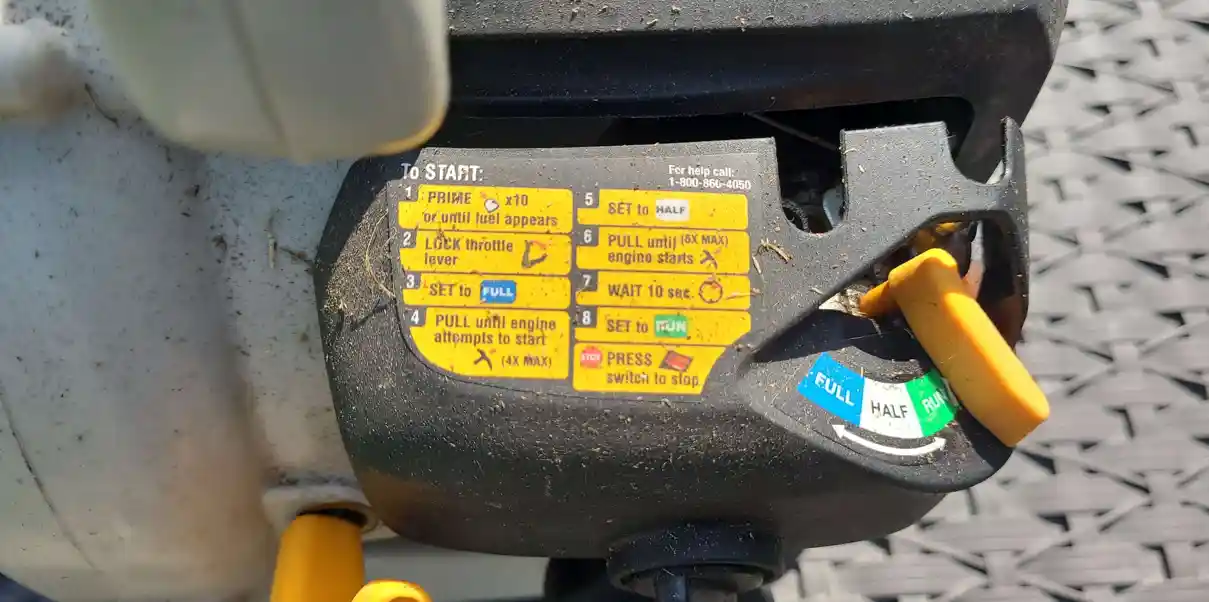 To START:
For help call:
1-800-860-4050
1 PRIME x10
or until fuel appears
2 LOCK throttle
lever
3 SET to FULL
4 PULL until engine
attempts to start
(4X MAX)
5 SET to HALF
6 PULL until (6X MAX)
engine starts
7 WAIT 10 sec.
8 SET to RUN
STOP PRESS
switch to stop
FULL HALF RUN